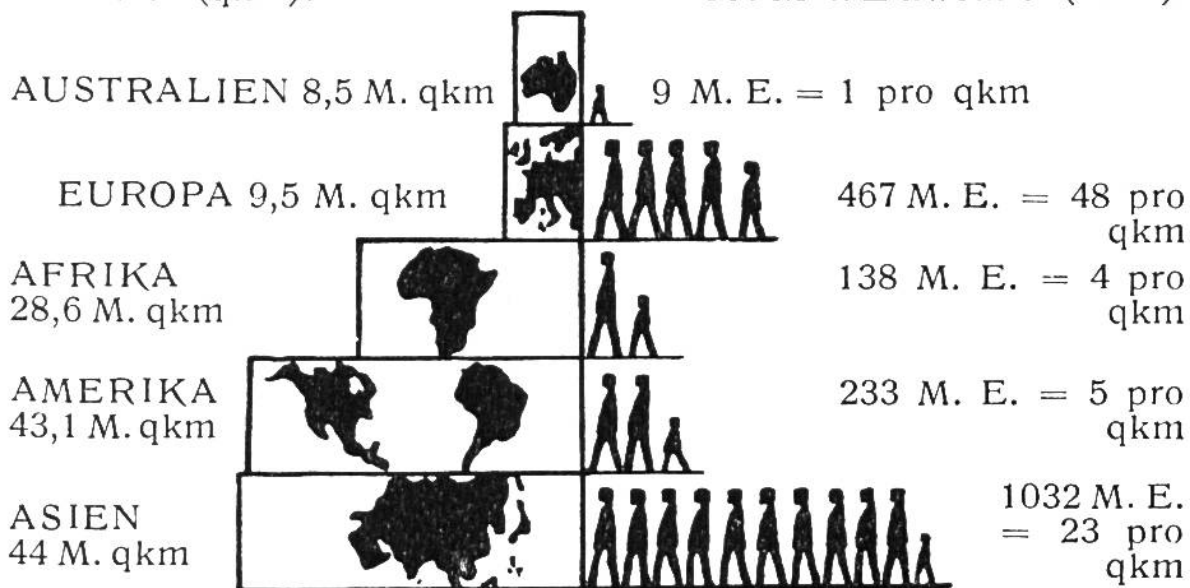 AUSTRALIEN 8,5 M. qkm
9 M. E. = 1 pro qkm
EUROPA 9,5 M. qkm
467 M. E. = 48 pro
qkm
AFRIKA
28,6 M. qkm
138 M. E. = 4 pro
qkm
AMERIKA
43,1 M. qkm
233 M. E. = 5 pro
qkm
ASIEN
44 M. qkm
1032 M. E.
= 23 pro
qkm